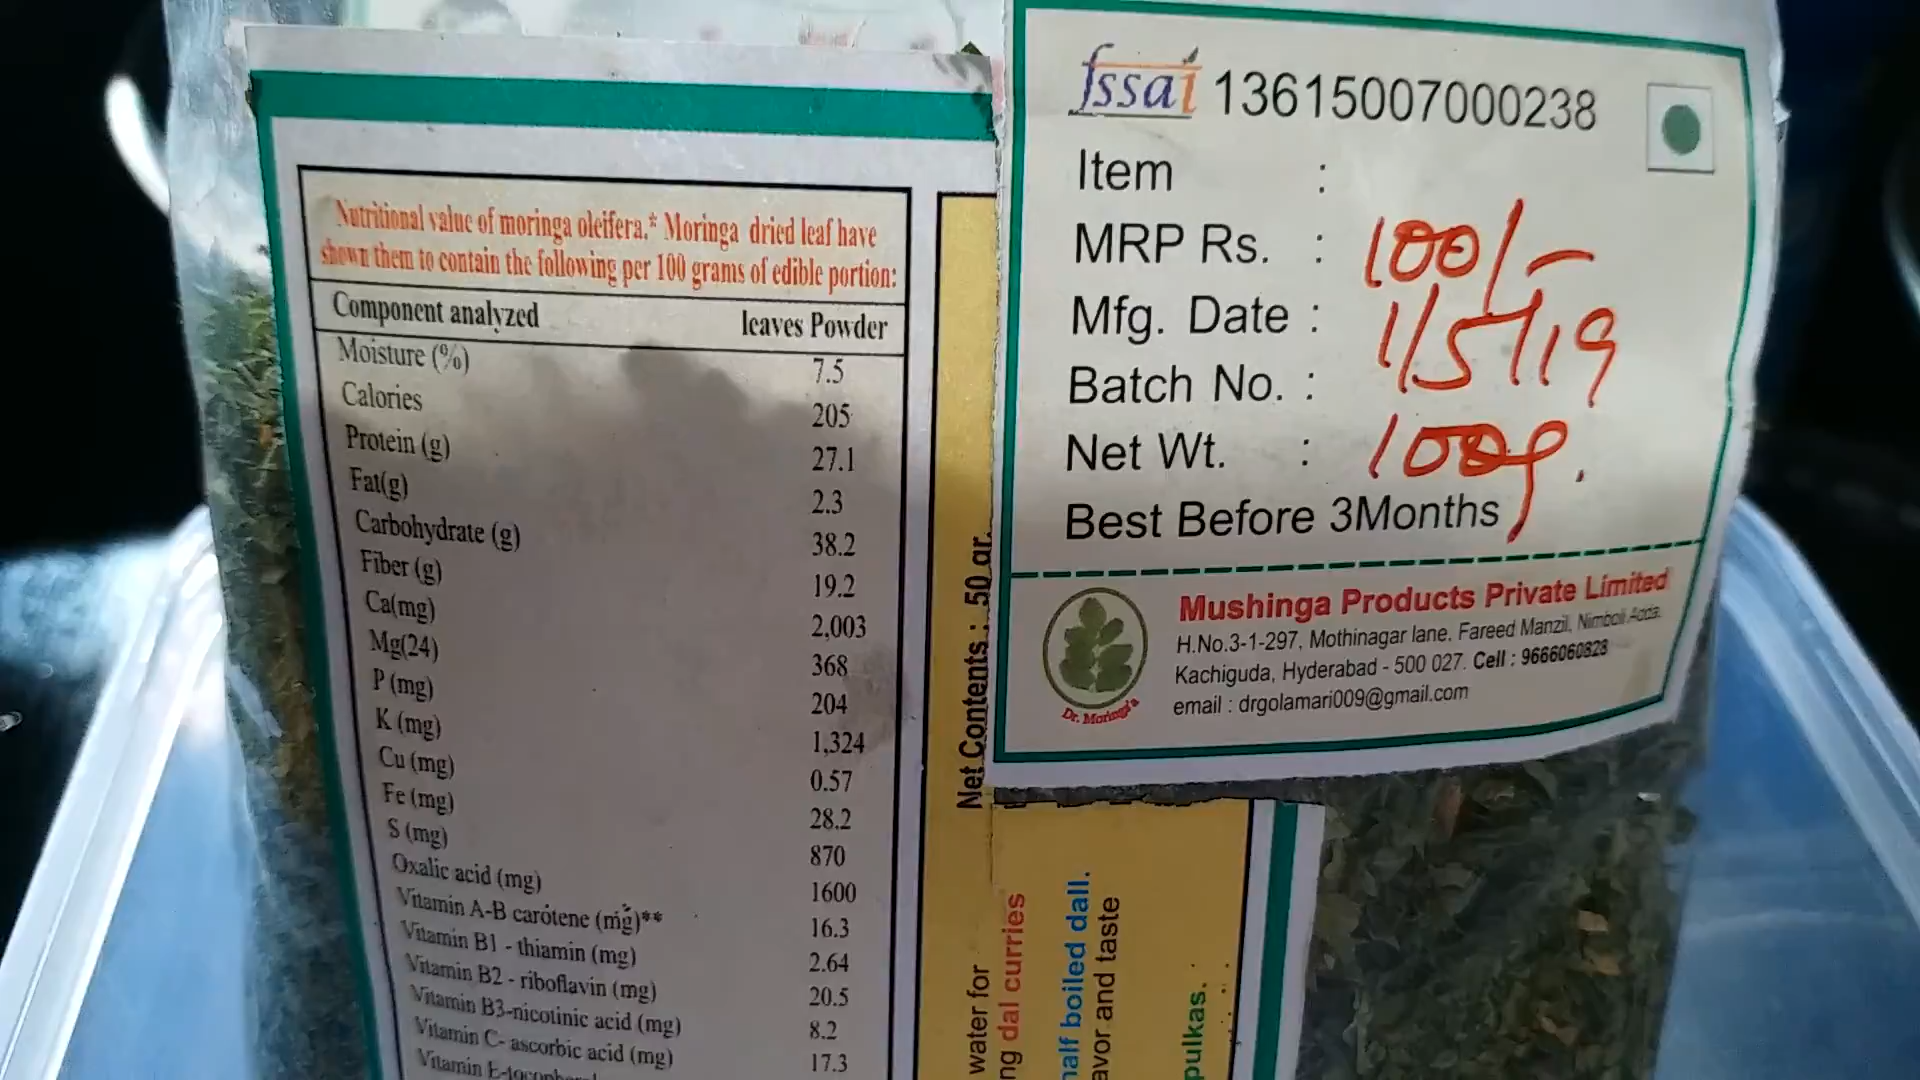 Nutritional value of moringa oleifera.* Moringa dried leaf have
shown them to contain the following per 100 grams of edible portion:
Component analyzed leaves Powder
Moisture (%) 7.5
Calories 205
Protein (g) 27.1
Fat(g) 2.3
Carbohydrate (g) 38.2
Fiber (g) 19.2
Ca(mg) 2,003
Mg(24) 368
P (mg) 204
K (mg) 1,324
Cu (mg) 0.57
Fe (mg) 28.2
S (mg) 870
Oxalic acid (mg) 1600
Vitamin A-B carotene (mg)** 16.3
Vitamin B1 - thiamin (mg) 2.64
Vitamin B2 - riboflavin (mg) 20.5
Vitamin B3-nicotinic acid (mg) 8.2
Vitamin C- ascorbic acid (mg) 17.3
Net Contents : 50 gr.
water for
dal curries
half boiled dall.
and taste
pulkas.
fssai 13615007000238
Item :
MRP Rs. : 100/-
Mfg. Date : 1/5/19
Batch No. :
Net Wt. : 100g.
Best Before 3Months
Dr. Moringa's
Mushinga Products Private Limited
H.No.3-1-297, Mothinagar lane, Fareed Manzil, Nimboli Adda,
Kachiguda, Hyderabad - 500 027. Cell : 9666060828
email : drgolamari009@gmail.com